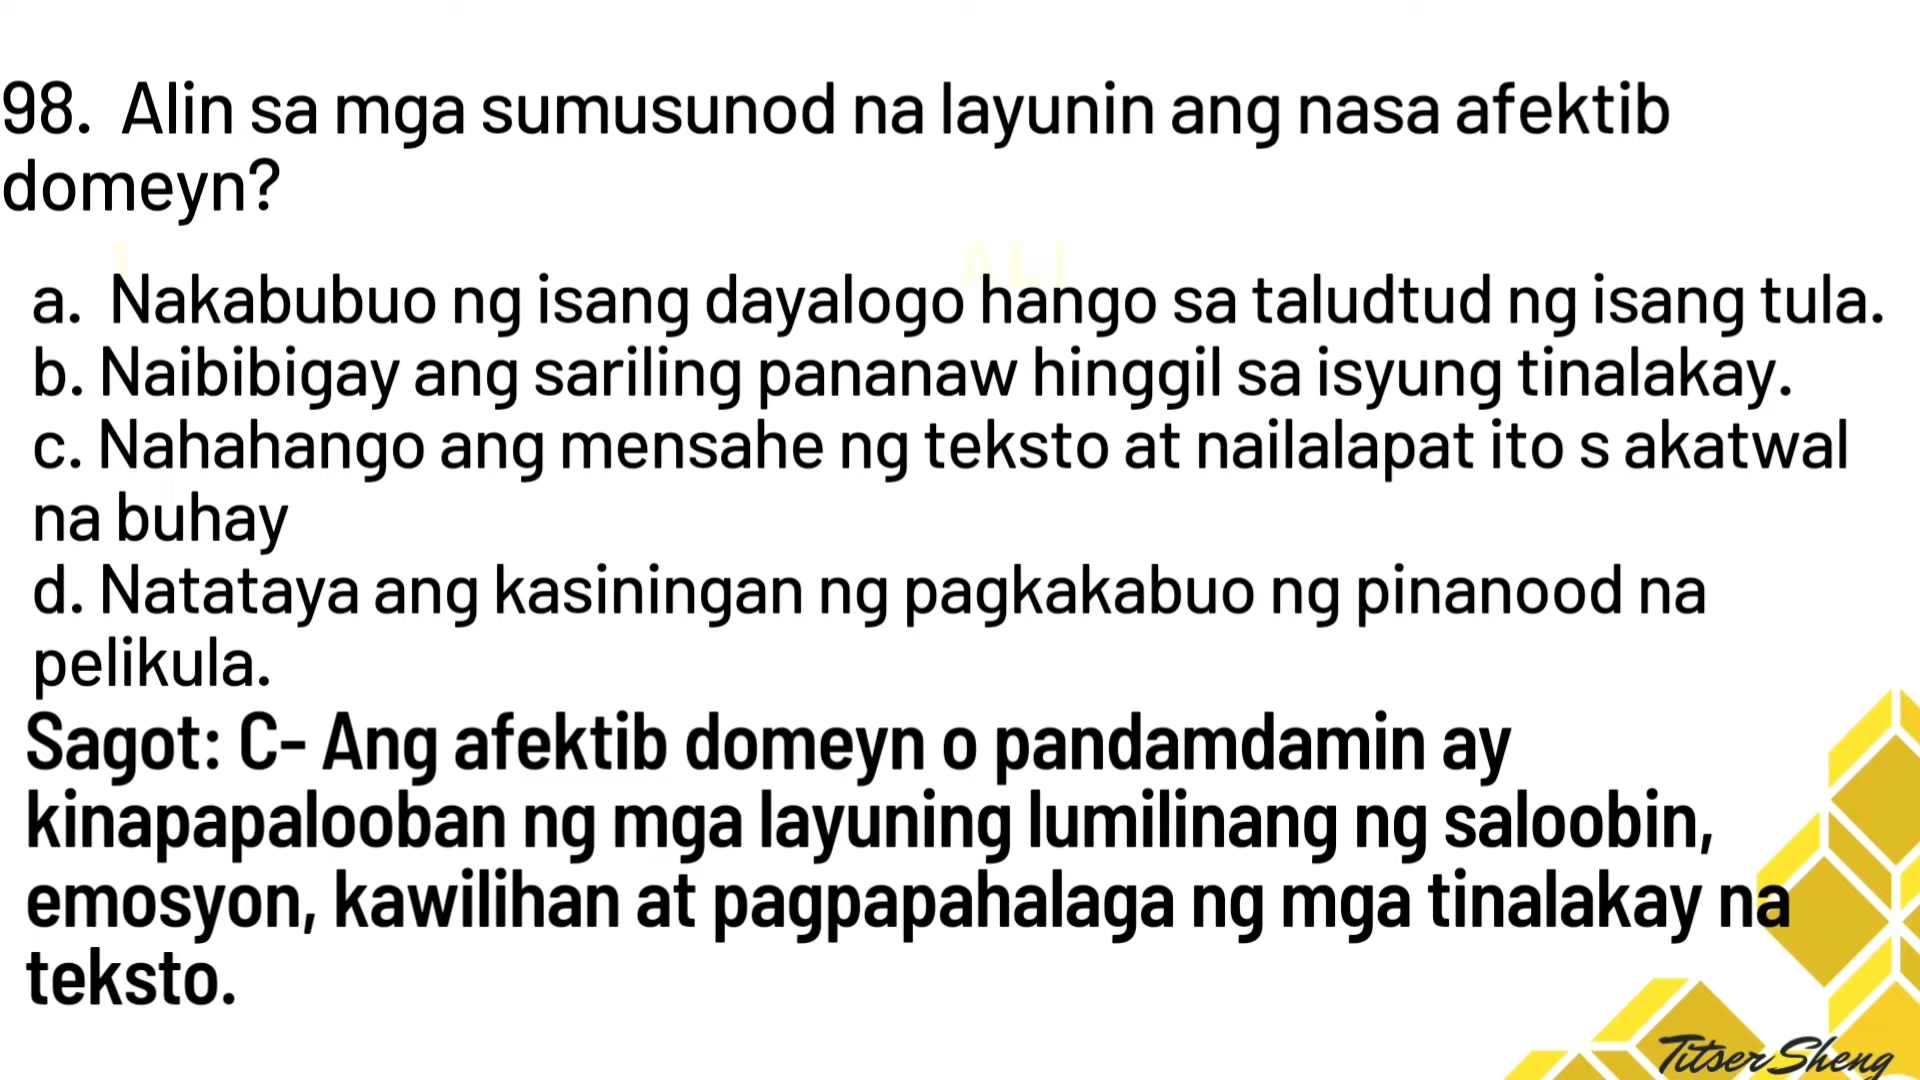 98. Alin sa mga sumusunod na layunin ang nasa afektib
domeyn?
a. Nakabubuo ng isang dayalogo hango sa taludtud ng isang tula.
b. Naibibigay ang sariling pananaw hinggil sa isyung tinalakay.
c. Nahahango ang mensahe ng teksto at nailalapat ito s akatwal
na buhay
d. Natataya ang kasiningan ng pagkakabuo ng pinanood na
pelikula.
Sagot: C- Ang afektib domeyn o pandamdamin ay
kinapapalooban ng mga layuning lumilinang ng saloobin,
emosyon, kawilihan at pagpapahalaga ng mga tinalakay na
teksto.
Titser Sheng